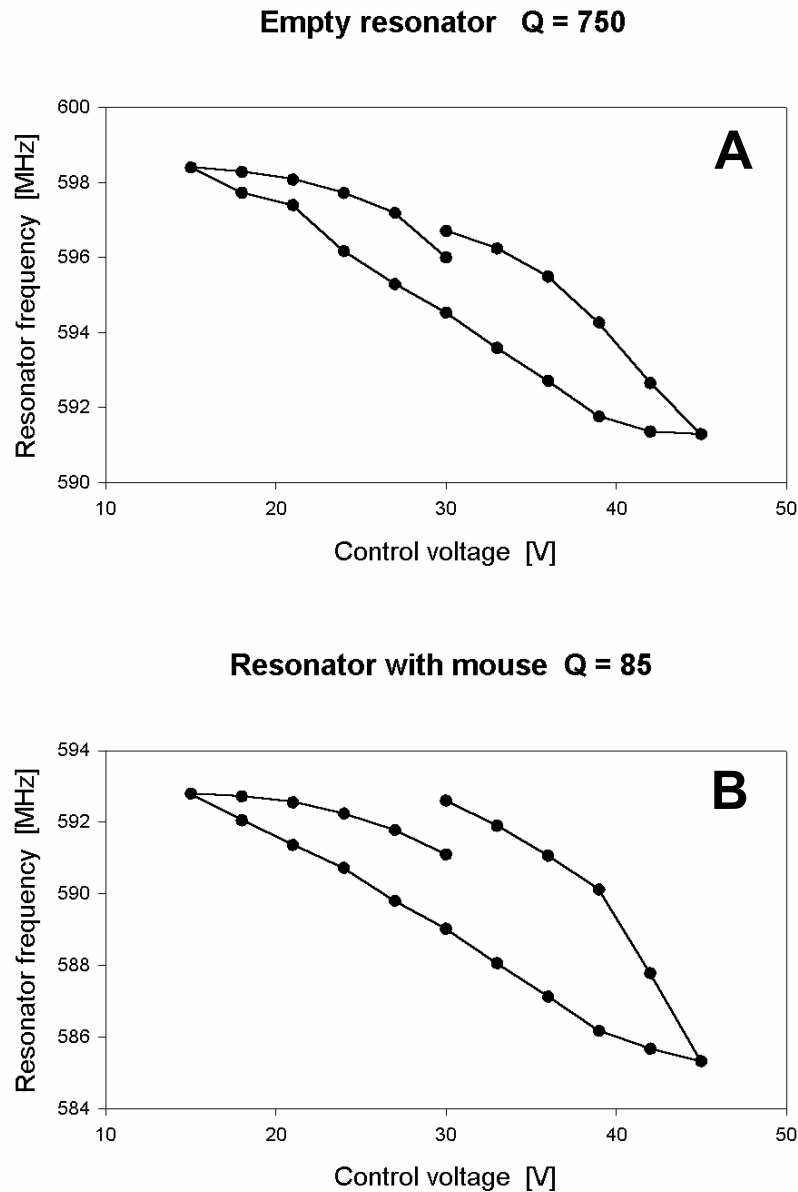 Empty resonator Q = 750
A
Resonator frequency [MHz]
600
598
596
594
592
590
10 20 30 40 50
Control voltage [V]
Resonator with mouse Q = 85
B
Resonator frequency [MHz]
594
592
590
588
586
584
10 20 30 40 50
Control voltage [V]